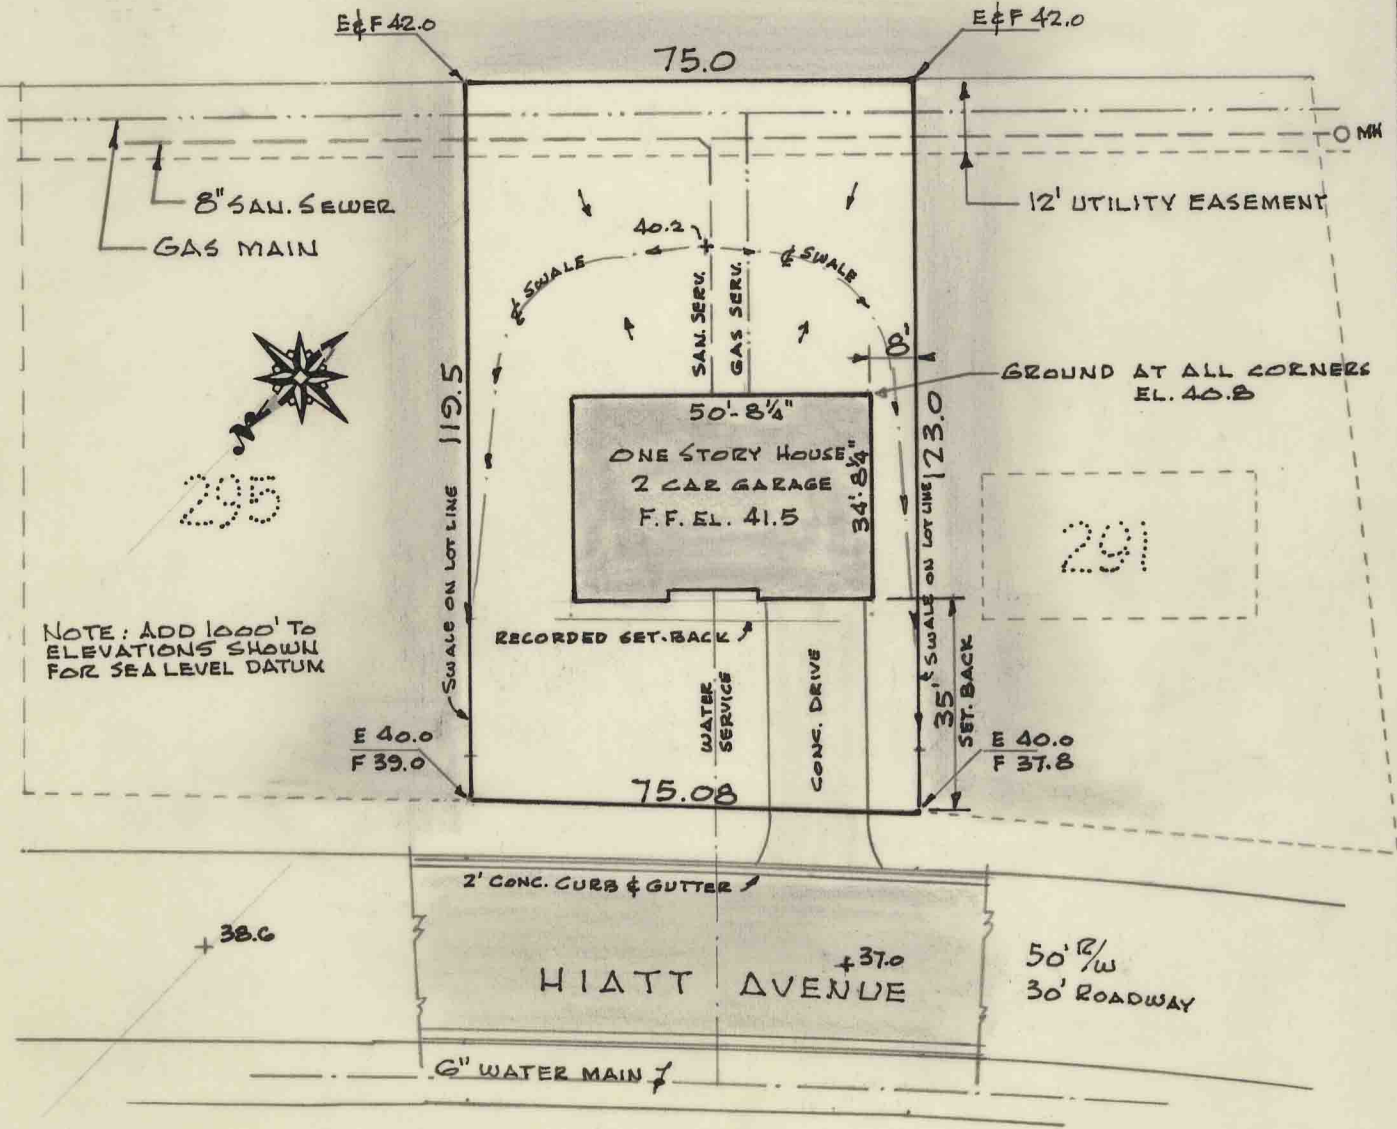 E&F 42.0
E&F 42.0
75.0
MH
8" SAN. SEWER
GAS MAIN
12' UTILITY EASEMENT
40.2
℄ SWALE
℄ SWALE
SAN. SERV.
GAS SERV.
8'
GROUND AT ALL CORNERS
EL. 40.8
119.5
123.0
N
50'-8¼"
ONE STORY HOUSE
2 CAR GARAGE
F.F. EL. 41.5
34'-8¼"
295
291
SWALE ON LOT LINE
SWALE ON LOT LINE
NOTE: ADD 1000' TO
ELEVATIONS SHOWN
FOR SEA LEVEL DATUM
RECORDED SET-BACK
WATER
SERVICE
CONC. DRIVE
35'
SET-BACK
E 40.0
F 39.0
E 40.0
F 37.8
75.08
2' CONC. CURB & GUTTER
38.6
37.0
HIATT AVENUE
50' R/W
30' ROADWAY
6" WATER MAIN